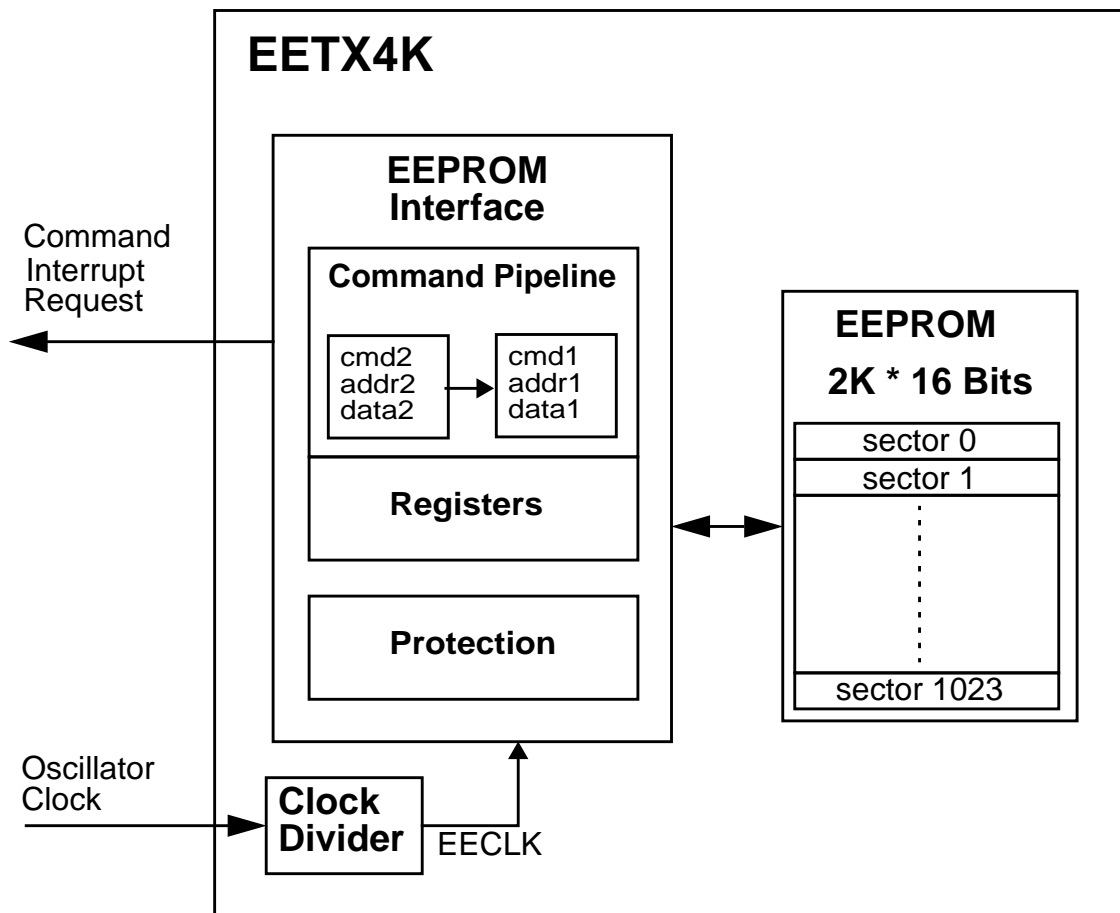 EETX4K
EEPROM
Interface
Command
Interrupt
Request
Command Pipeline
cmd2
addr2
data2
cmd1
addr1
data1
Registers
Protection
EEPROM
2K * 16 Bits
sector 0
sector 1
sector 1023
Oscillator
Clock
Clock
Divider
EECLK